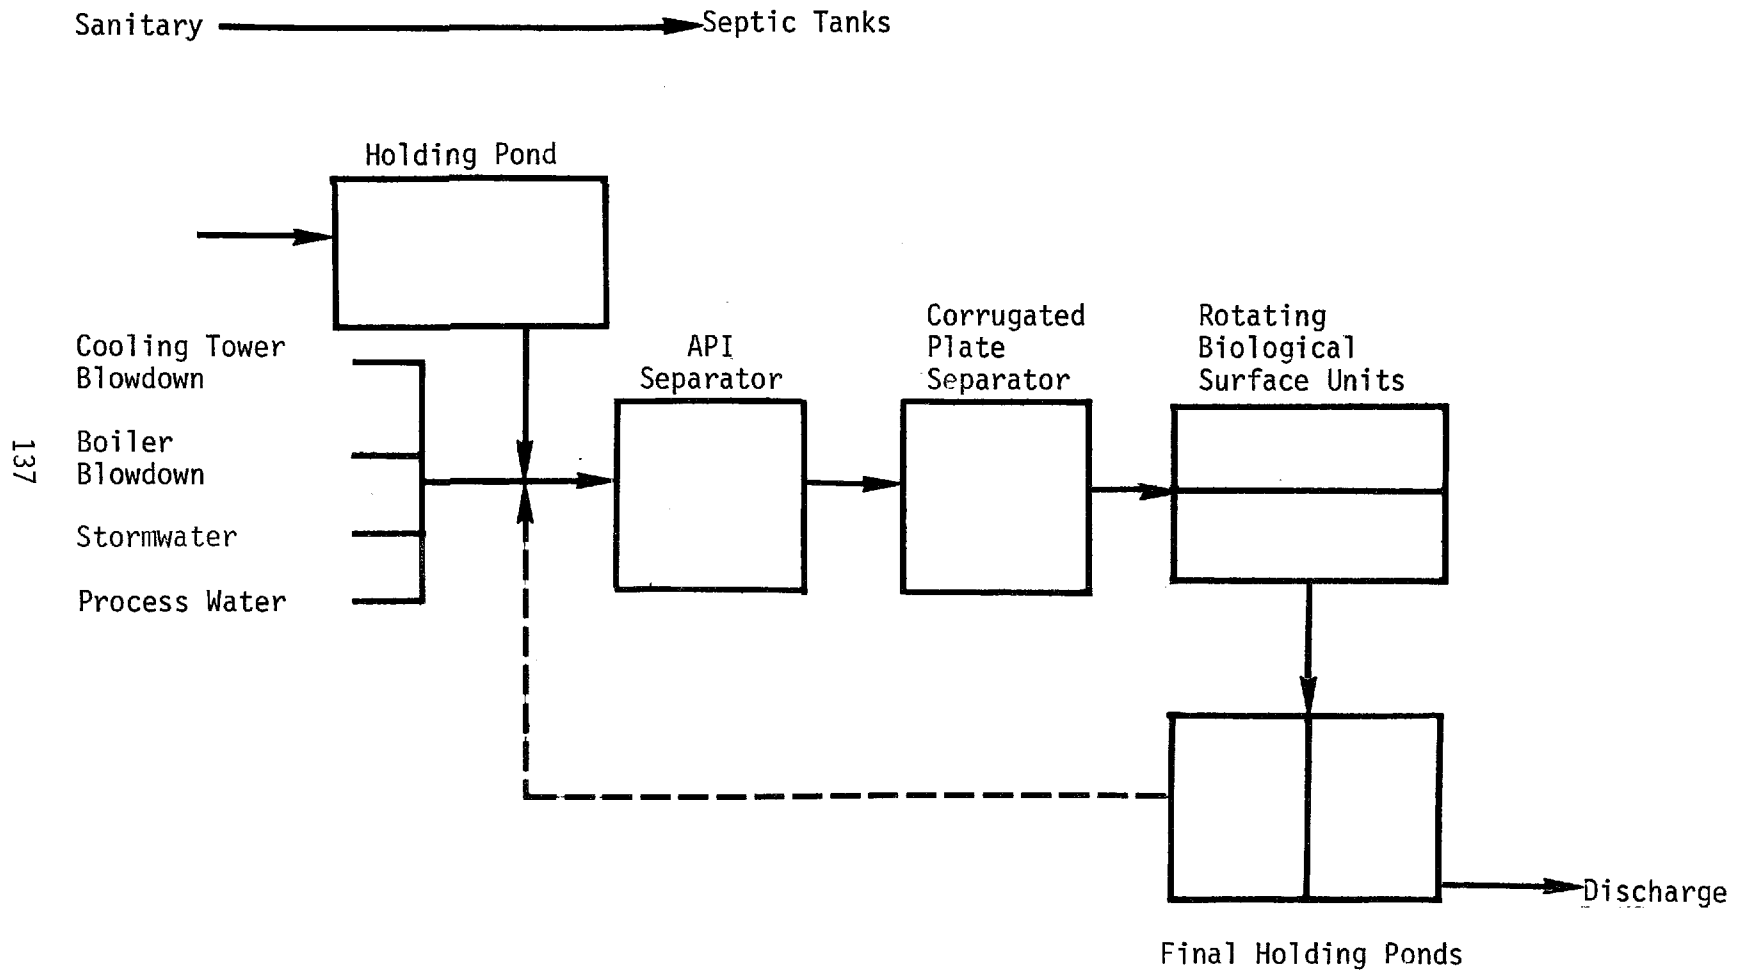 Sanitary
Septic Tanks
Holding Pond
Cooling Tower
Blowdown
Boiler
Blowdown
Stormwater
Process Water
API
Separator
Corrugated
Plate
Separator
Rotating
Biological
Surface Units
Discharge
Final Holding Ponds
137